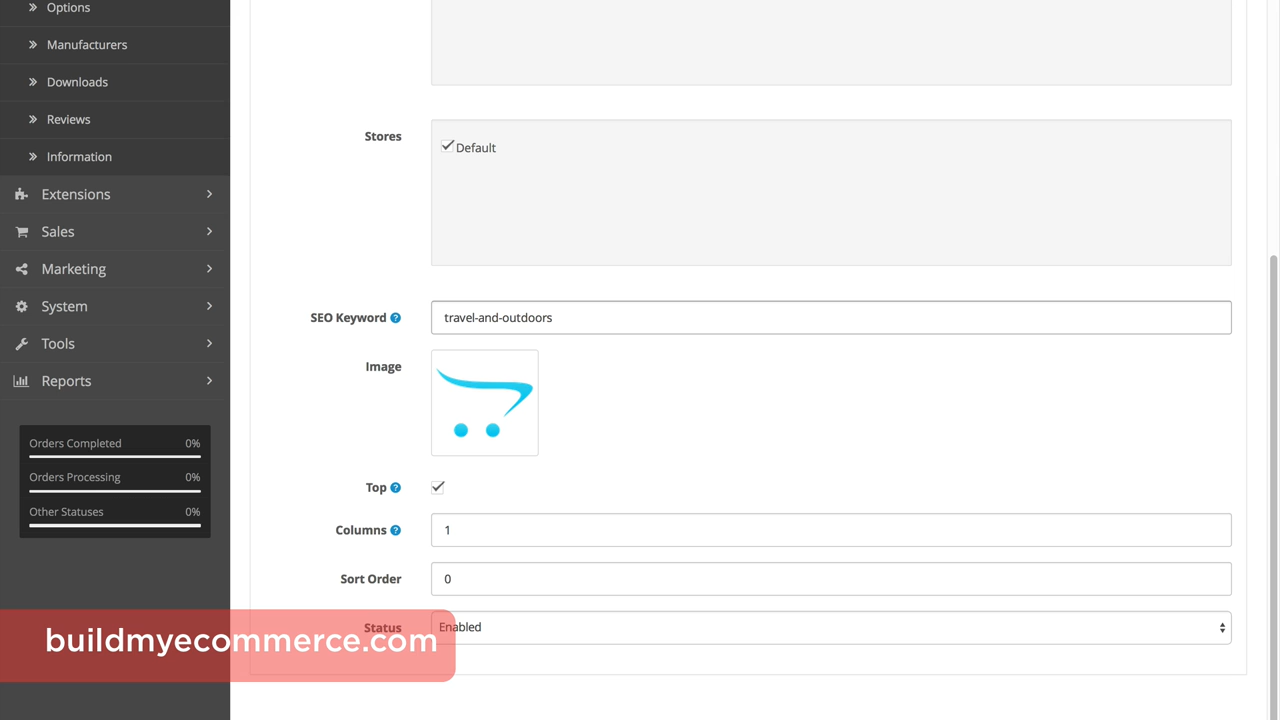 Options
Manufacturers
Downloads
Reviews
Information
Extensions
Sales
Marketing
System
Tools
Reports
Orders Completed 0%
Orders Processing 0%
Other Statuses 0%
Stores
Default
SEO Keyword ? travel-and-outdoors
Image
Top ?
Columns ? 1
Sort Order 0
Status Enabled
buildmyecommerce.com